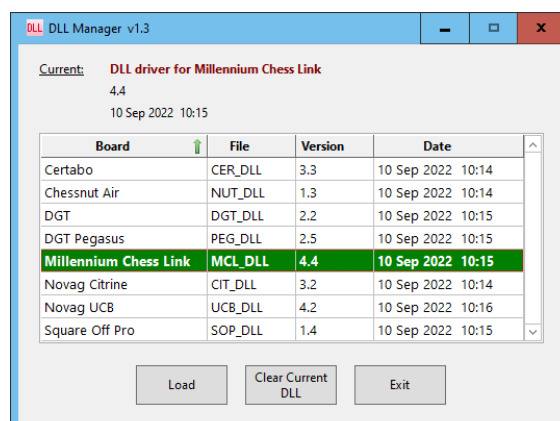 DLL DLL Manager v1.3
Current: DLL driver for Millennium Chess Link
4.4
10 Sep 2022 10:15
Board File Version Date
Certabo CER_DLL 3.3 10 Sep 2022 10:14
Chessnut Air NUT_DLL 1.3 10 Sep 2022 10:14
DGT DGT_DLL 2.2 10 Sep 2022 10:15
DGT Pegasus PEG_DLL 2.5 10 Sep 2022 10:15
Millennium Chess Link MCL_DLL 4.4 10 Sep 2022 10:15
Novag Citrine CIT_DLL 3.2 10 Sep 2022 10:14
Novag UCB UCB_DLL 4.2 10 Sep 2022 10:16
Square Off Pro SOP_DLL 1.4 10 Sep 2022 10:15
Load
Clear Current
DLL
Exit